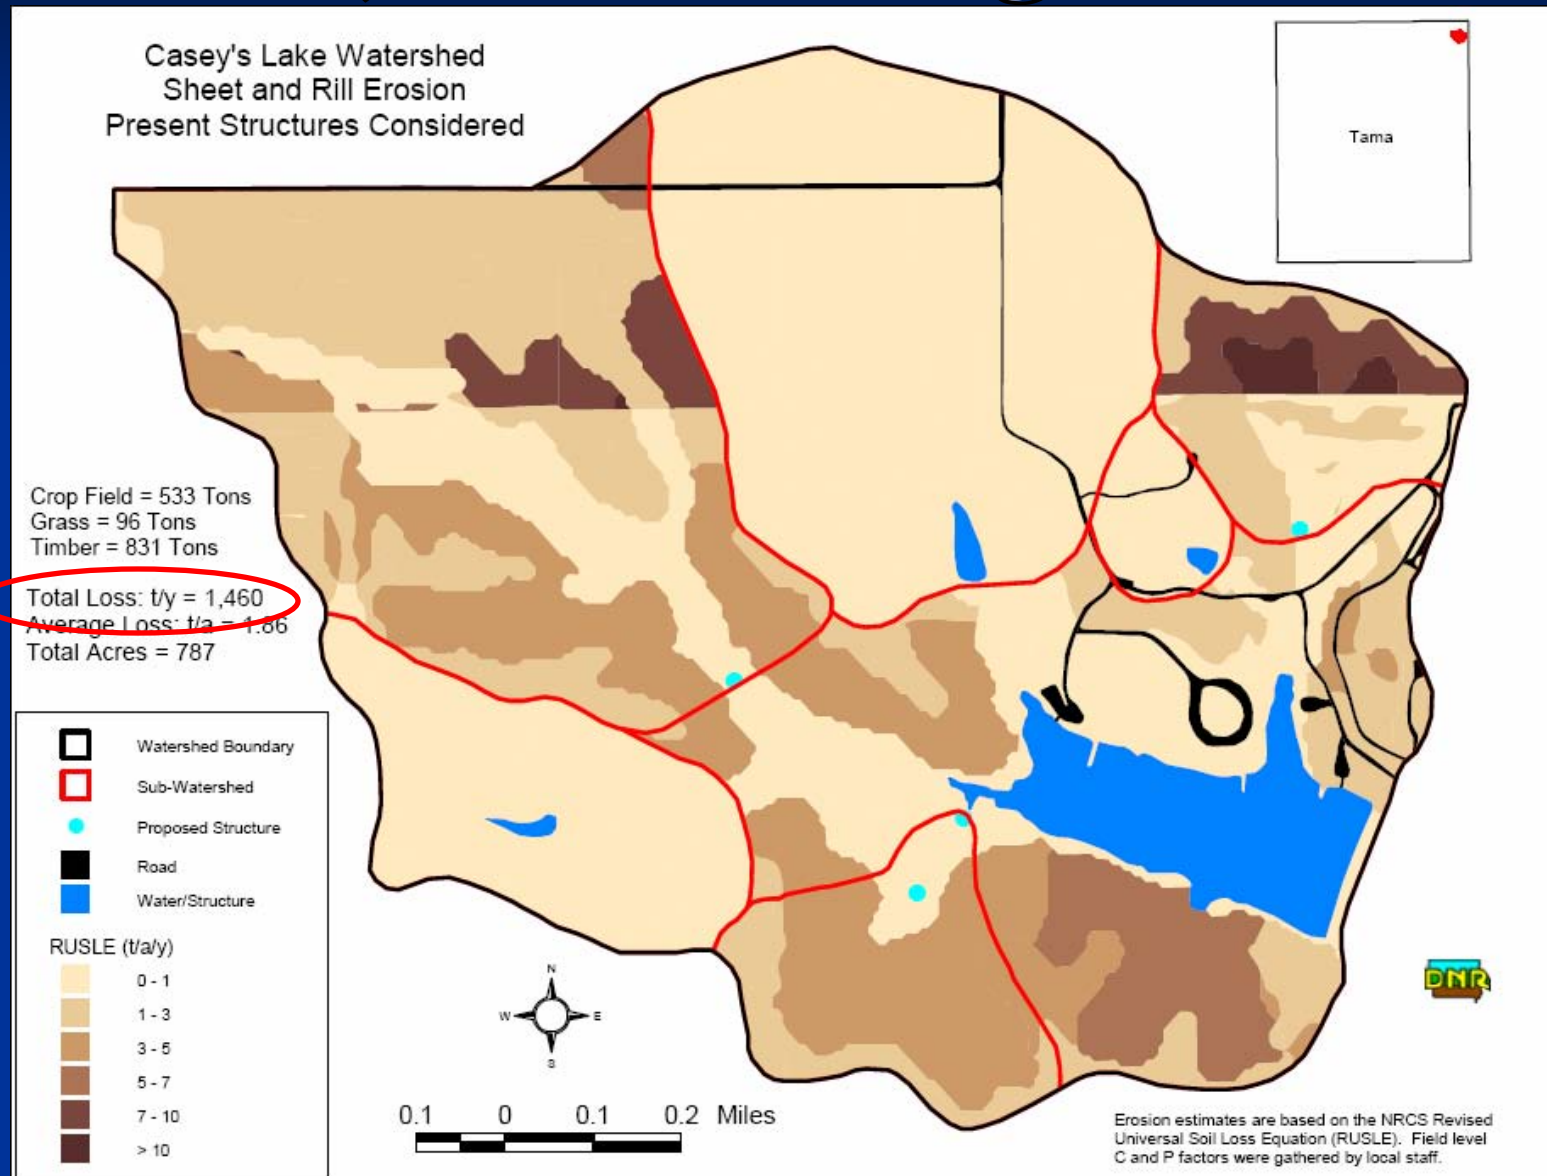 Casey's Lake Watershed
Sheet and Rill Erosion
Present Structures Considered
Tama
Crop Field = 533 Tons
Grass = 96 Tons
Timber = 831 Tons
Total Loss: t/y = 1,460
Average Loss: t/a = 1.86
Total Acres = 787
Watershed Boundary
Sub-Watershed
Proposed Structure
Road
Water/Structure
RUSLE (t/a/y)
0 - 1
1 - 3
3 - 5
5 - 7
7 - 10
> 10
N
W E
S
0.1 0 0.1 0.2 Miles
DNR
Erosion estimates are based on the NRCS Revised
Universal Soil Loss Equation (RUSLE). Field level
C and P factors were gathered by local staff.